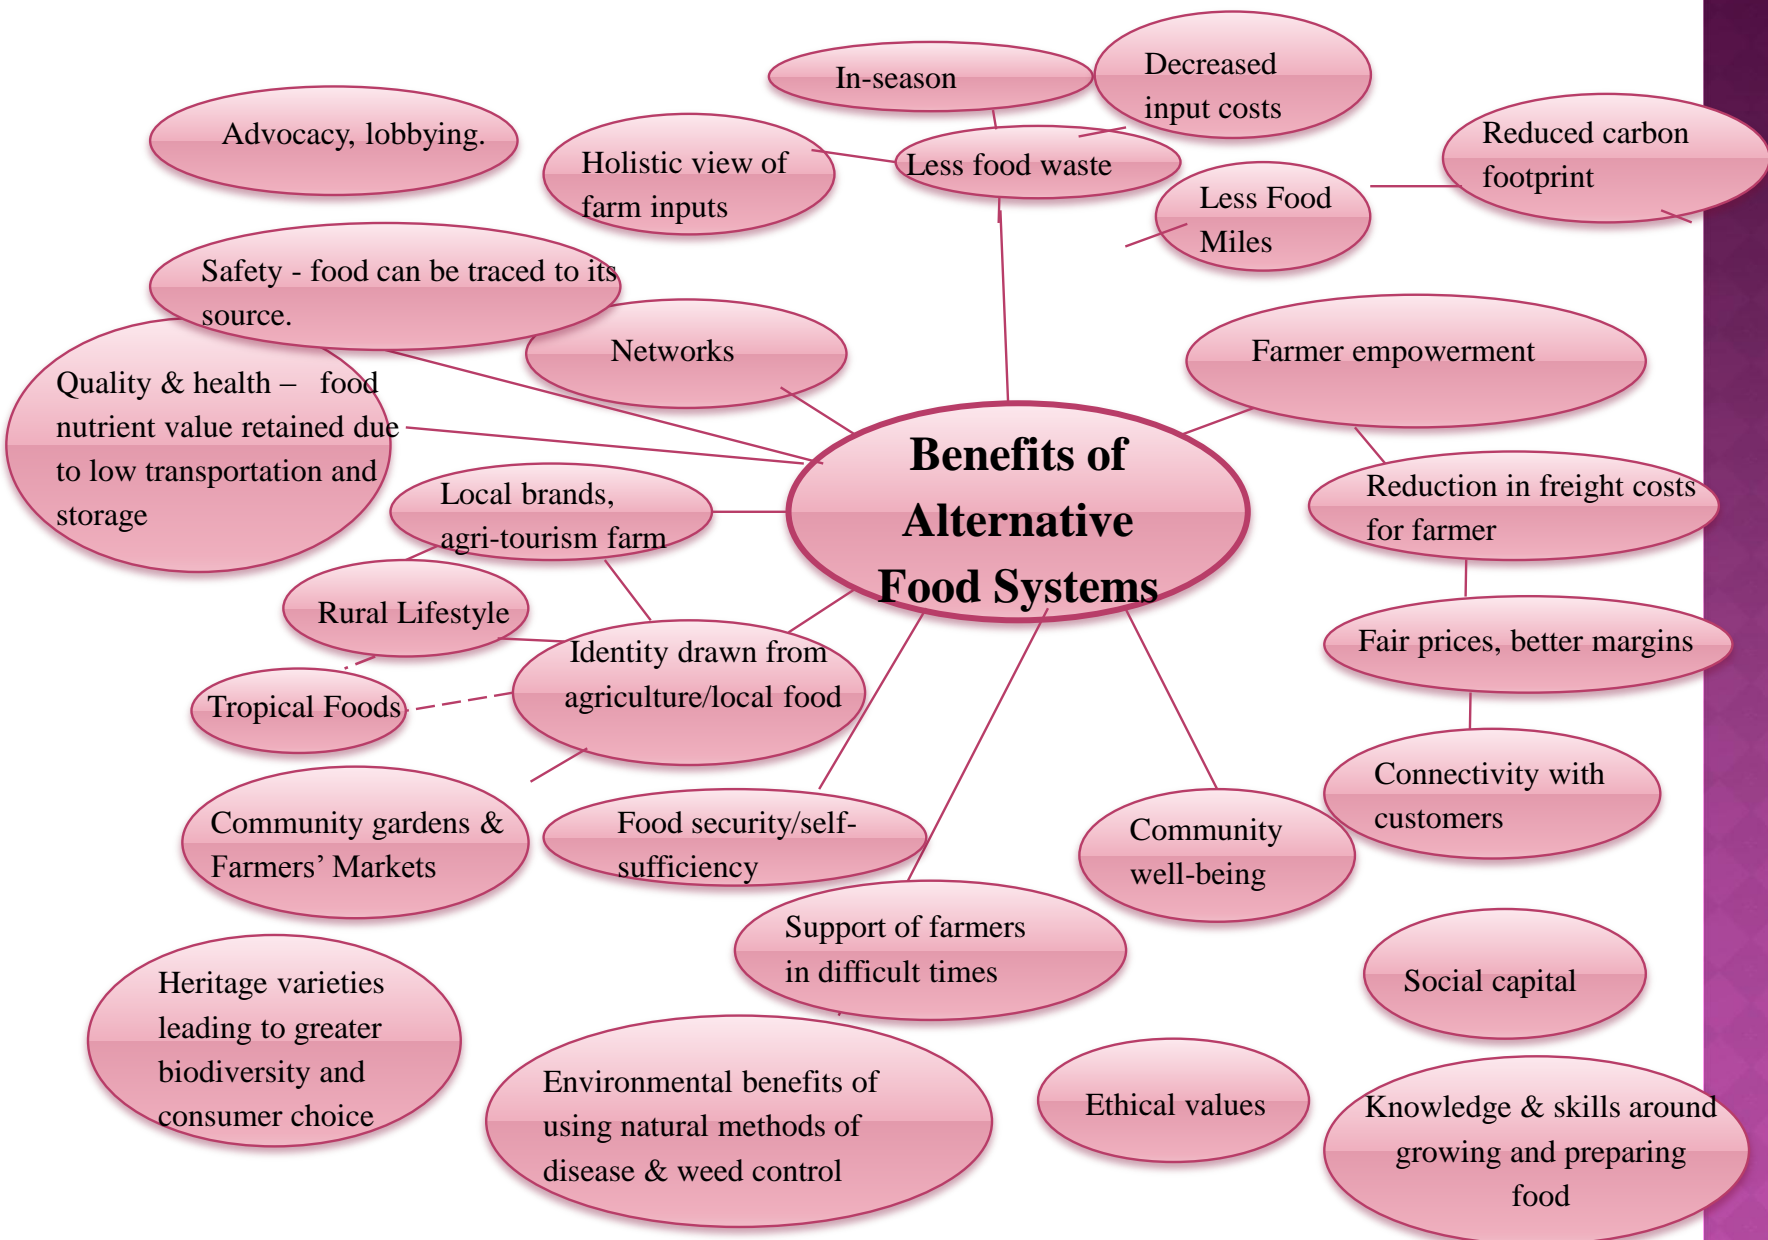 In-season
Decreased
input costs
Advocacy, lobbying.
Holistic view of
farm inputs
Less food waste
Reduced carbon
footprint
Less Food
Miles
Safety - food can be traced to its
source.
Networks
Farmer empowerment
Quality & health – food
nutrient value retained due
to low transportation and
storage
Benefits of
Alternative
Food Systems
Local brands,
agri-tourism farm
Reduction in freight costs
for farmer
Rural Lifestyle
Identity drawn from
agriculture/local food
Fair prices, better margins
Tropical Foods
Connectivity with
customers
Community gardens &
Farmers’ Markets
Food security/self-
sufficiency
Community
well-being
Support of farmers
in difficult times
Social capital
Heritage varieties
leading to greater
biodiversity and
consumer choice
Environmental benefits of
using natural methods of
disease & weed control
Ethical values
Knowledge & skills around
growing and preparing
food